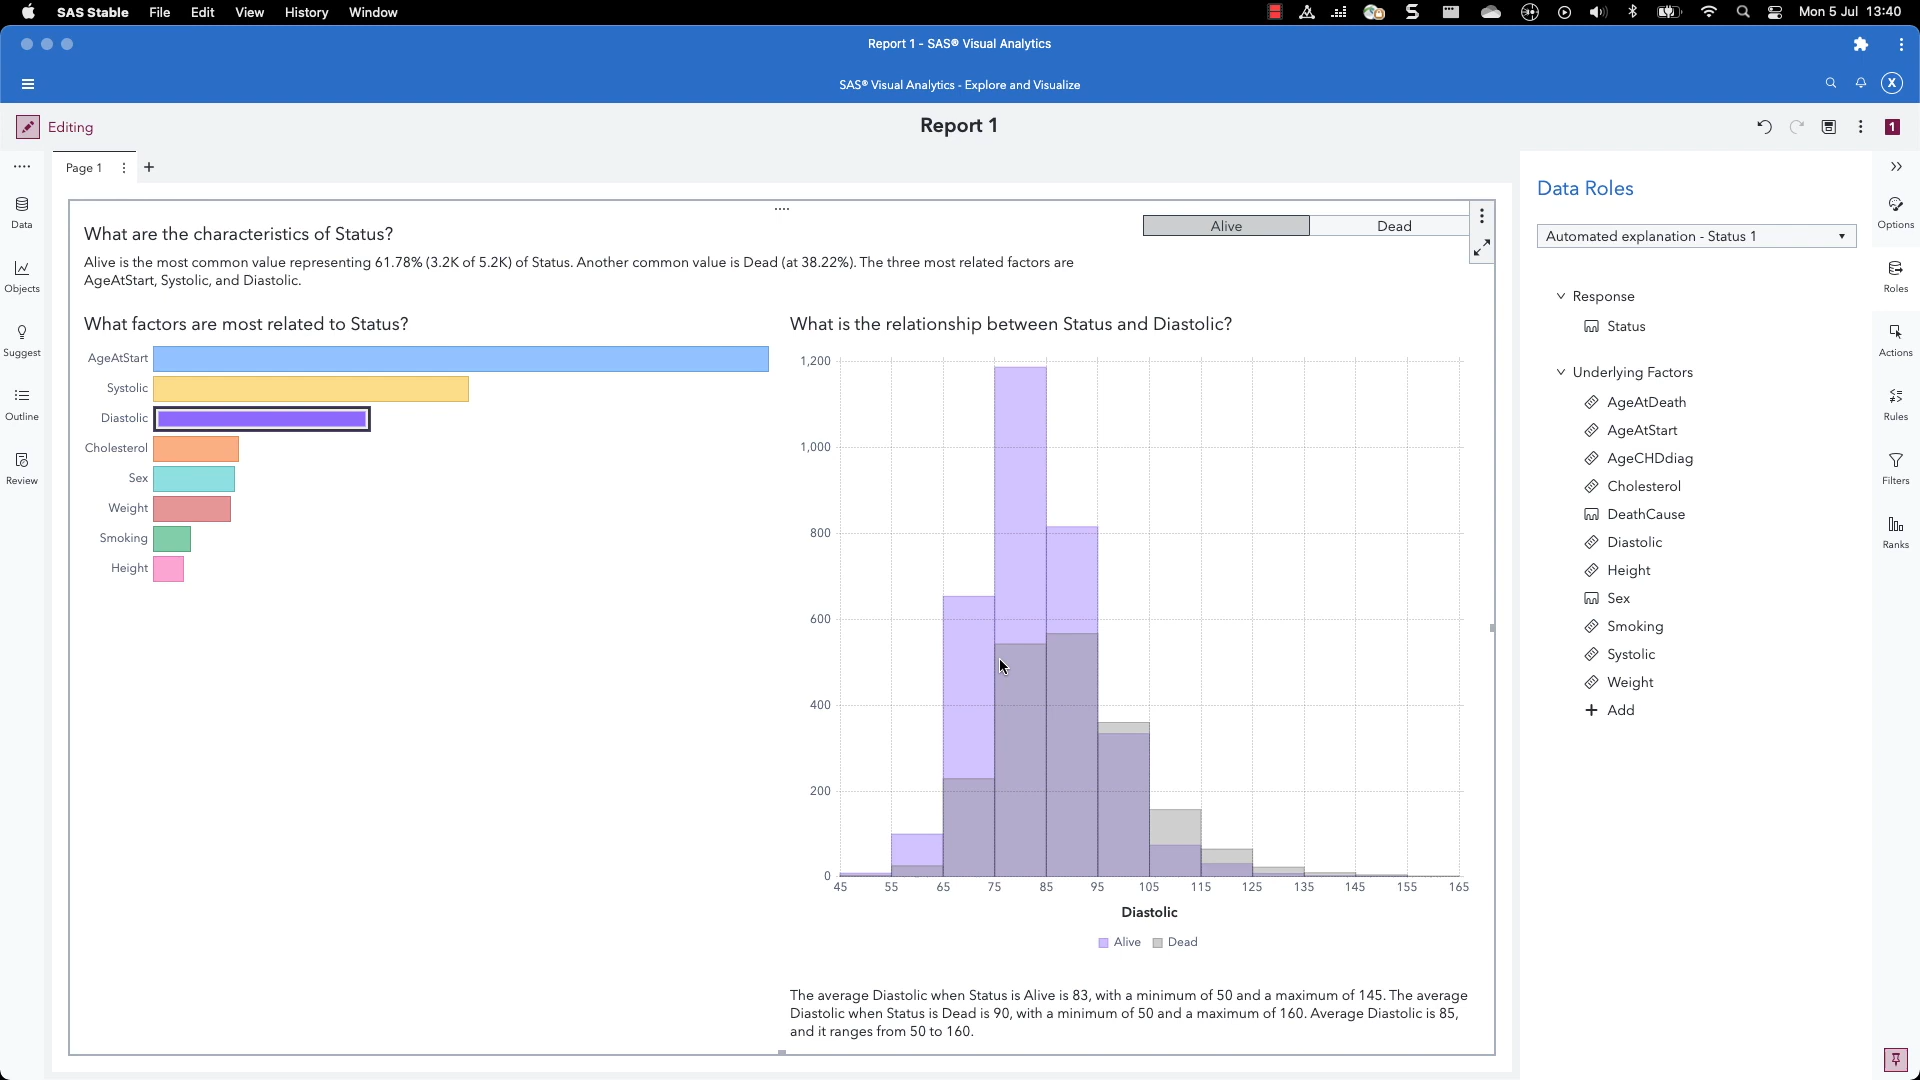 SAS Stable File Edit View History Window Mon 5 Jul 13:40
Report 1 - SAS® Visual Analytics
SAS® Visual Analytics - Explore and Visualize
X
Editing
Report 1
1
Page 1
Data
Objects
Suggest
Outline
Review
Alive Dead
What are the characteristics of Status?
Alive is the most common value representing 61.78% (3.2K of 5.2K) of Status. Another common value is Dead (at 38.22%). The three most related factors are
AgeAtStart, Systolic, and Diastolic.
What factors are most related to Status?
AgeAtStart
Systolic
Diastolic
Cholesterol
Sex
Weight
Smoking
Height
What is the relationship between Status and Diastolic?
1,200
1,000
800
600
400
200
0
45 55 65 75 85 95 105 115 125 135 145 155 165
Diastolic
Alive Dead
The average Diastolic when Status is Alive is 83, with a minimum of 50 and a maximum of 145. The average
Diastolic when Status is Dead is 90, with a minimum of 50 and a maximum of 160. Average Diastolic is 85,
and it ranges from 50 to 160.
Data Roles
Automated explanation - Status 1
Response
Status
Underlying Factors
AgeAtDeath
AgeAtStart
AgeCHDdiag
Cholesterol
DeathCause
Diastolic
Height
Sex
Smoking
Systolic
Weight
+ Add
Options
Roles
Actions
Rules
Filters
Ranks